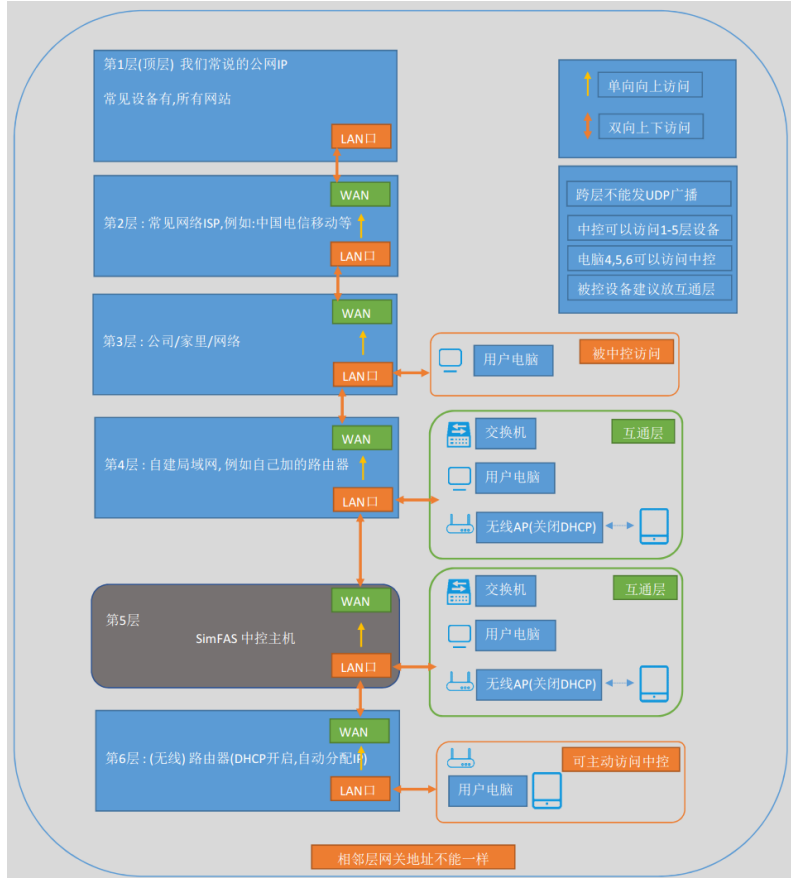 第1层(顶层) 我们常说的公网IP
常见设备有,所有网站
LAN口
单向向上访问
双向上下访问
WAN
第2层 : 常见网络ISP,例如:中国电信移动等
LAN口
跨层不能发UDP广播
中控可以访问1-5层设备
电脑4,5,6可以访问中控
被控设备建议放互通层
WAN
第3层 : 公司/家里/网络
LAN口
用户电脑
被中控访问
WAN
第4层 : 自建局域网, 例如自己加的路由器
LAN口
交换机
互通层
用户电脑
无线AP(关闭DHCP)
WAN
第5层
SimFAS 中控主机
LAN口
交换机
互通层
用户电脑
无线AP(关闭DHCP)
WAN
第6层 : (无线) 路由器(DHCP开启,自动分配IP)
LAN口
可主动访问中控
用户电脑
相邻层网关地址不能一样